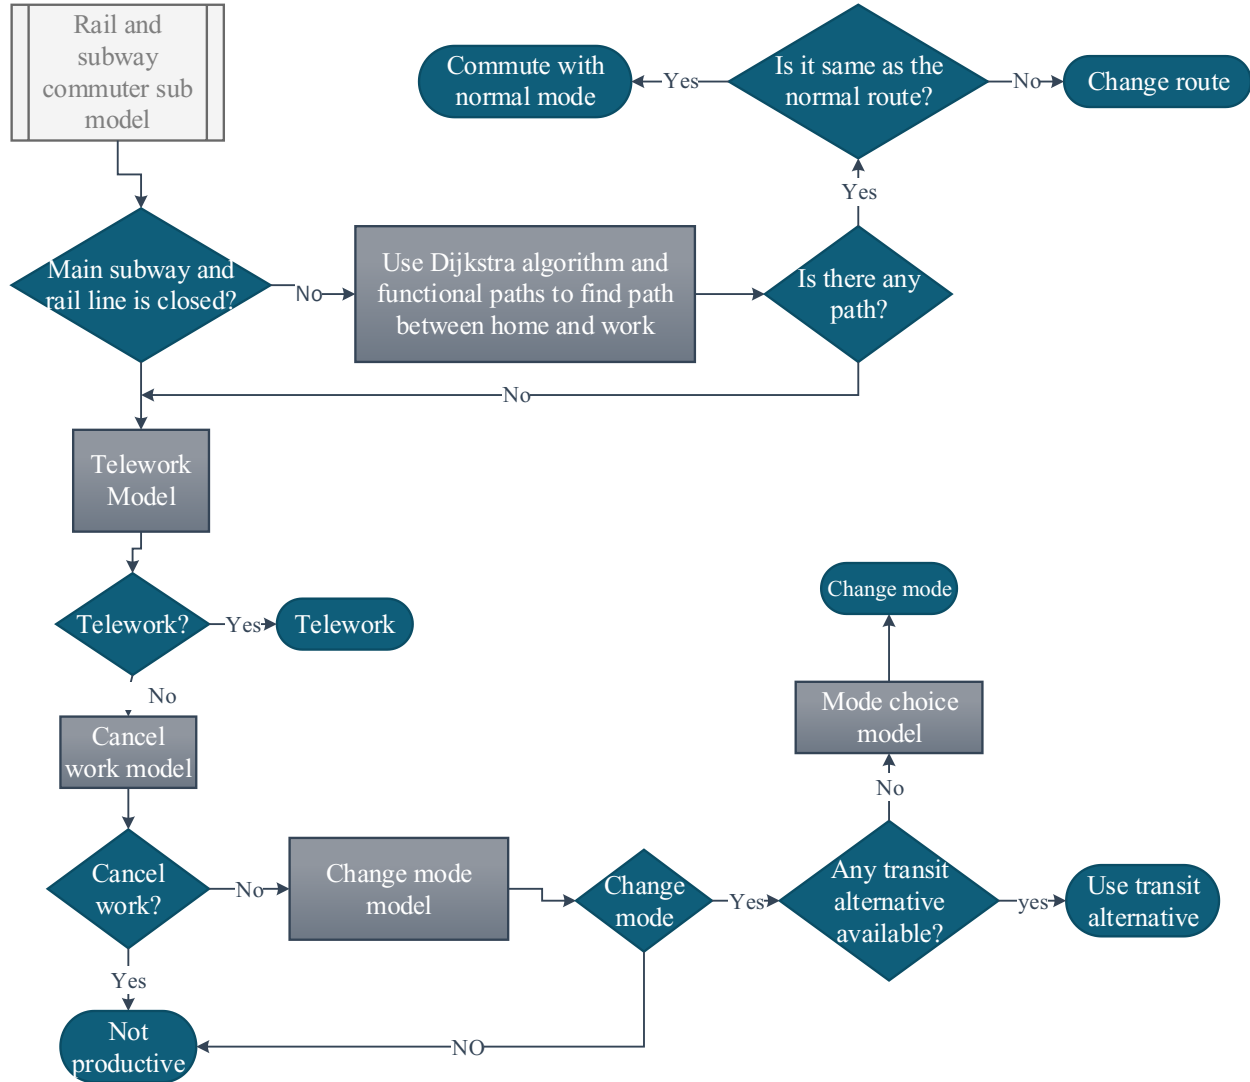 Rail and
subway
commuter sub
model
Commute with
normal mode
Yes
Is it same as the
normal route?
No
Change route
Yes
Main subway and
rail line is closed?
No
Use Dijkstra algorithm and
functional paths to find path
between home and work
Is there any
path?
No
Telework
Model
Telework?
Yes
Telework
No
Cancel
work model
Change mode
Mode choice
model
No
Cancel
work?
No
Change mode
model
Change
mode
Yes
Any transit
alternative
available?
yes
Use transit
alternative
Yes
Not
productive
NO